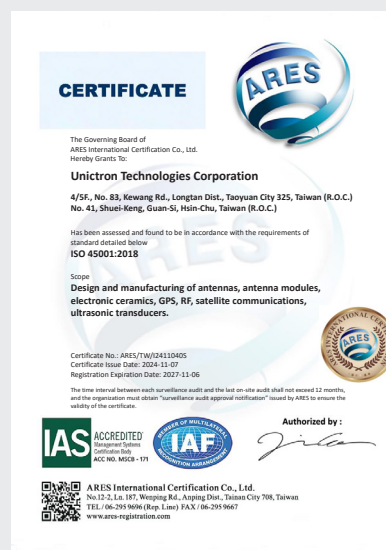 CERTIFICATE
ARES
The Governing Board of
ARES International Certification Co., Ltd.
Hereby Grants To:
Unictron Technologies Corporation
4/5F., No. 83, Kewang Rd., Longtan Dist., Taoyuan City 325, Taiwan (R.O.C.)
No. 41, Shuei-Keng, Guan-Si, Hsin-Chu, Taiwan (R.O.C.)
Has been assessed and found to be in accordance with the requirements of
standard detailed below
ISO 45001:2018
Scope
Design and manufacturing of antennas, antenna modules,
electronic ceramics, GPS, RF, satellite communications,
ultrasonic transducers.
Certificate No.: ARES/TW/I2411040S
Certificate Issue Date: 2024-11-07
Registration Expiration Date: 2027-11-06
ARES
The time interval between each surveillance audit and the last on-site audit shall not exceed 12 months,
and the organization must obtain "surveillance audit approval notification" issued by ARES to ensure the
validity of the certificate.
IAS
ACCREDITED
Management Systems
Certification Body
ACC NO. MSCB - 171
MEMBER OF MULTILATERAL
IAF
RECOGNITION ARRANGEMENT
Authorized by :
ARES International Certification Co., Ltd.
No.12-2, Ln. 187, Wenping Rd., Anping Dist., Tainan City 708, Taiwan
TEL / 06-295 9696 (Rep. Line) FAX / 06-295 9667
www.ares-registration.com